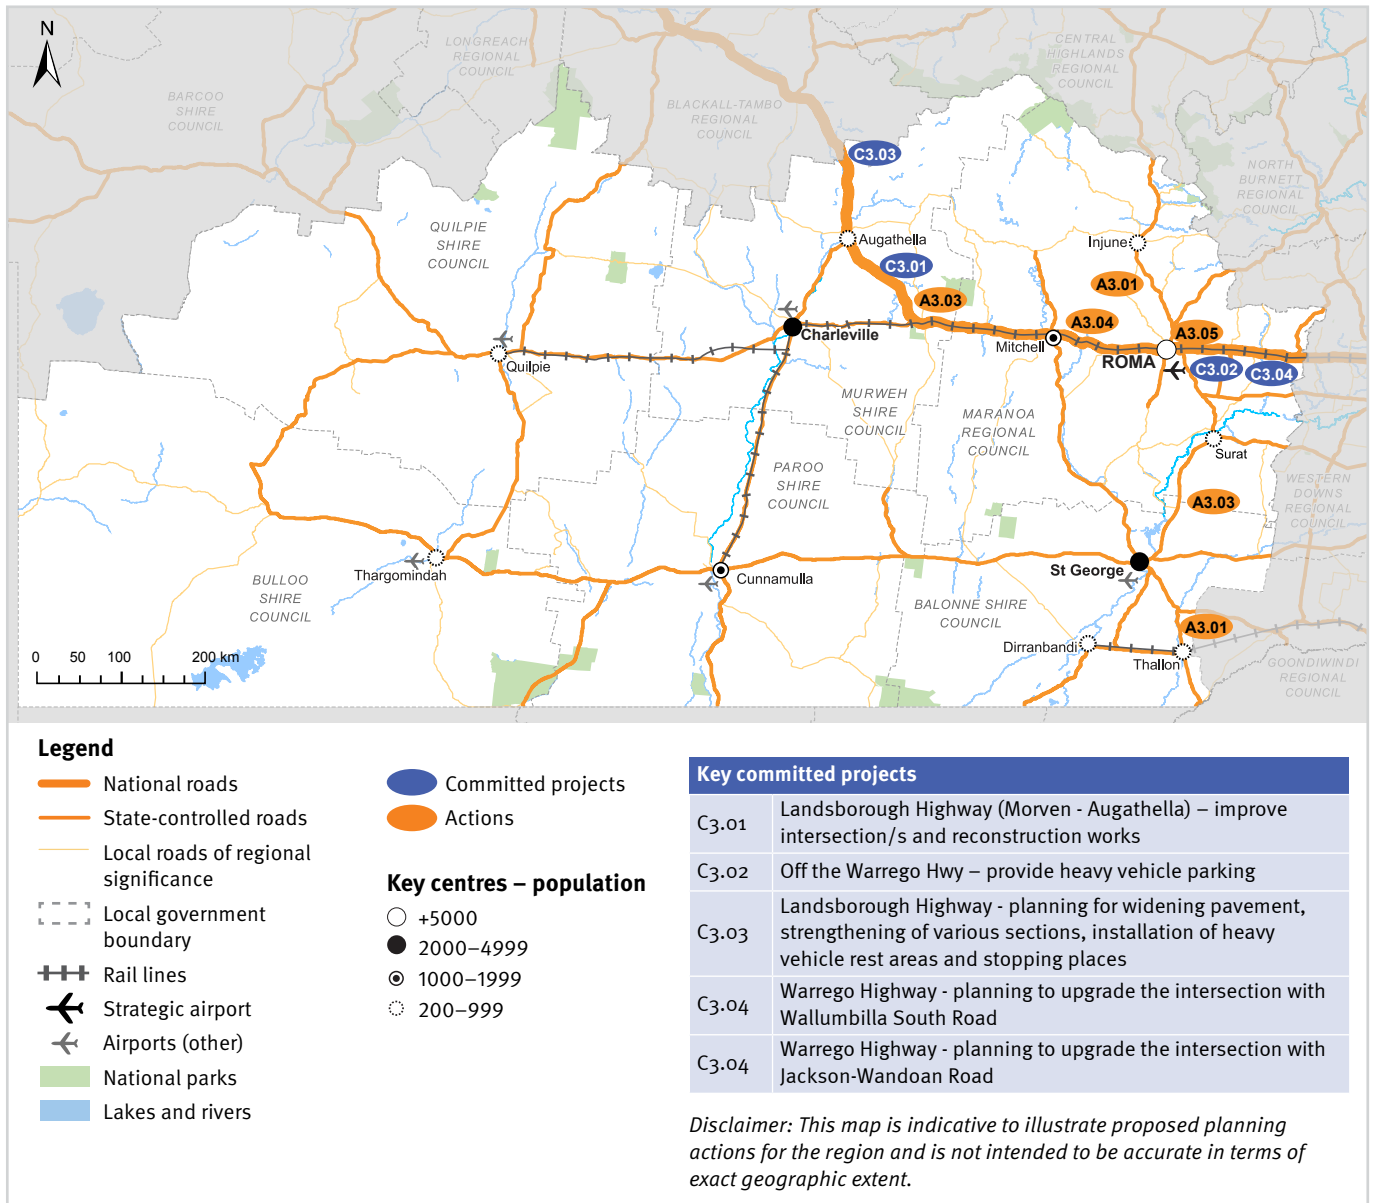 N
LONGREACH
REGIONAL
COUNCIL
CENTRAL
HIGHLANDS
REGIONAL
COUNCIL
BARCOO
SHIRE
COUNCIL
BLACKALL-TAMBO
REGIONAL
COUNCIL
C3.03
NORTH
BURNETT
REGIONAL
COUNCIL
QUILPIE
SHIRE
COUNCIL
Augathella
Injune
C3.01
A3.01
A3.03
A3.04
A3.05
Charleville
Mitchell
ROMA
C3.02
C3.04
Quilpie
MURWEH
SHIRE
COUNCIL
MARANOA
REGIONAL
COUNCIL
Surat
PAROO
SHIRE
COUNCIL
WESTERN
DOWNS
REGIONAL
COUNCIL
A3.03
Thargomindah
Cunnamulla
St George
BULLOO
SHIRE
COUNCIL
BALONNE SHIRE
COUNCIL
A3.01
Dirranbandi
Thallon
GOONDIWINDI
REGIONAL
COUNCIL
0 50 100 200 km
Legend
National roads
State-controlled roads
Local roads of regional
significance
Local government
boundary
Rail lines
Strategic airport
Airports (other)
National parks
Lakes and rivers
Committed projects
Actions
Key centres – population
+5000
2000–4999
1000–1999
200–999
Key committed projects
C3.01 Landsborough Highway (Morven - Augathella) – improve
intersection/s and reconstruction works
C3.02 Off the Warrego Hwy – provide heavy vehicle parking
C3.03 Landsborough Highway - planning for widening pavement,
strengthening of various sections, installation of heavy
vehicle rest areas and stopping places
C3.04 Warrego Highway - planning to upgrade the intersection with
Wallumbilla South Road
C3.04 Warrego Highway - planning to upgrade the intersection with
Jackson-Wandoan Road
Disclaimer: This map is indicative to illustrate proposed planning
actions for the region and is not intended to be accurate in terms of
exact geographic extent.